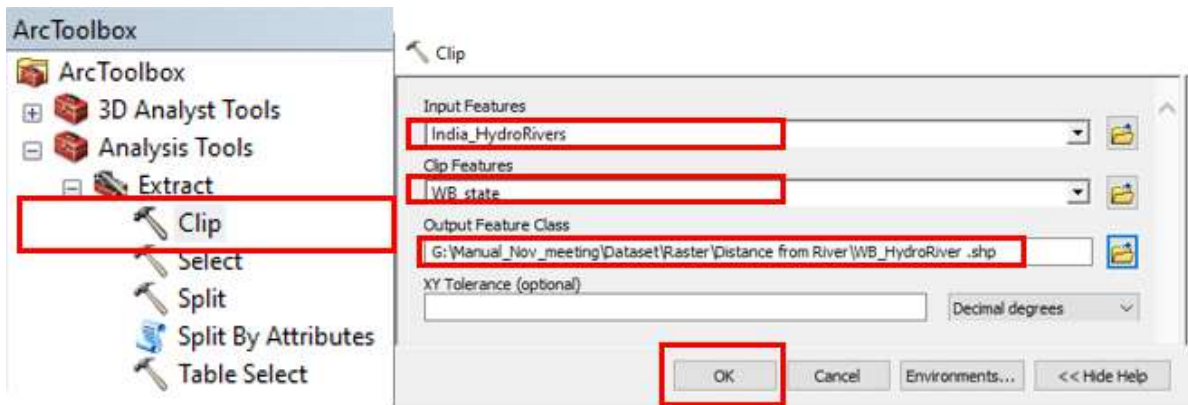 ArcToolbox
ArcToolbox
3D Analyst Tools
Analysis Tools
Extract
Clip
Select
Split
Split By Attributes
Table Select
Clip
Input Features
India_HydroRivers
Clip Features
WB_state
Output Feature Class
G:\Manual_Nov_meeting\Dataset\Raster\Distance from River\WB_HydroRiver .shp
XY Tolerance (optional)
Decimal degrees
OK Cancel Environments... << Hide Help